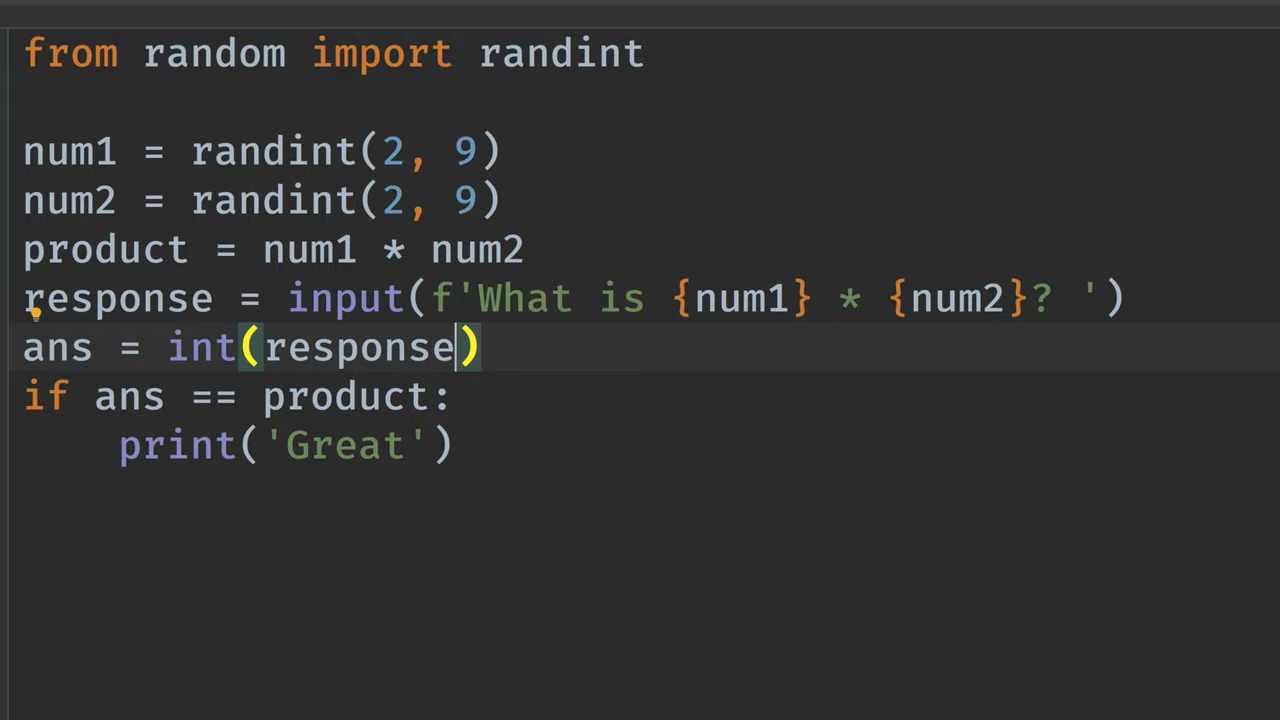 from random import randint
num1 = randint(2, 9)
num2 = randint(2, 9)
product = num1 * num2
response = input(f'What is {num1} * {num2}? ')
ans = int(response)
if ans == product:
    print('Great')